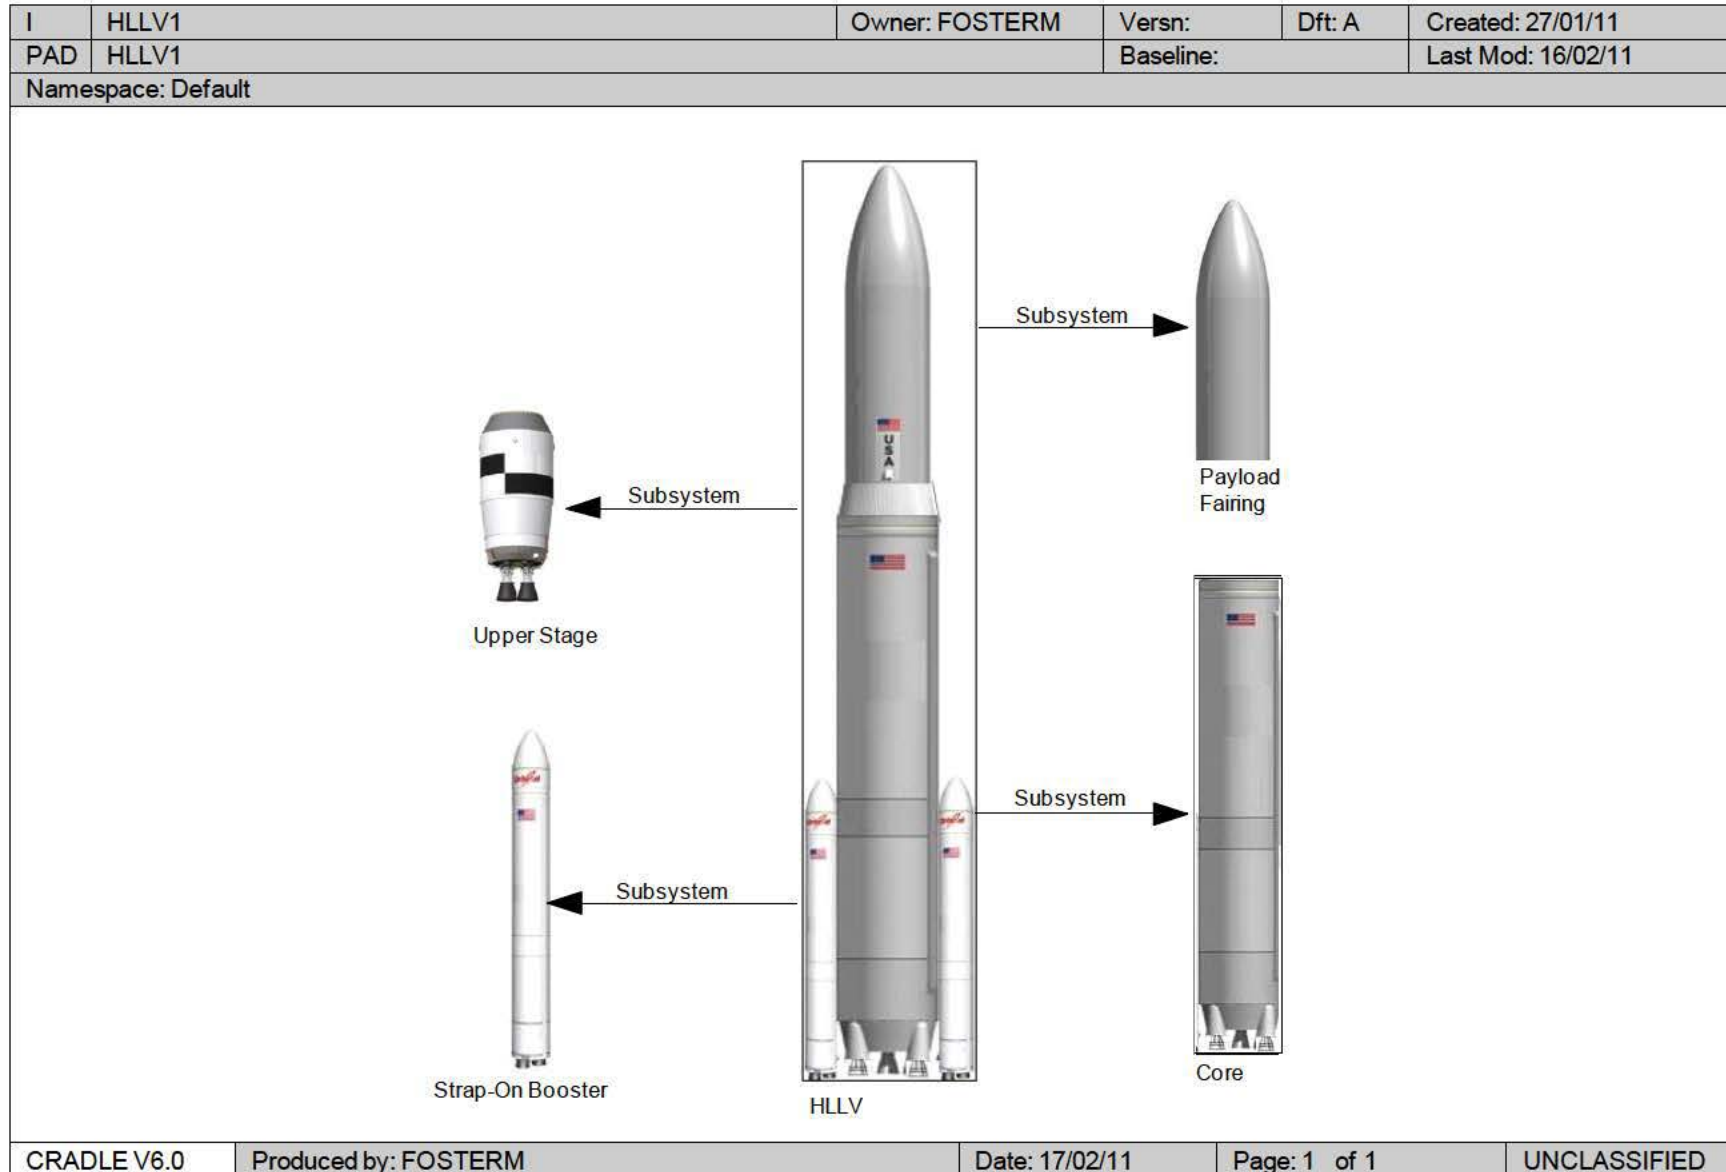 I HLLV1 Owner: FOSTERM Versn: Dft: A Created: 27/01/11
PAD HLLV1 Baseline: Last Mod: 16/02/11
Namespace: Default
Subsystem
Payload
Fairing
USA
Subsystem
Upper Stage
Subsystem
Core
Subsystem
Strap-On Booster
HLLV
CRADLE V6.0 Produced by: FOSTERM Date: 17/02/11 Page: 1 of 1 UNCLASSIFIED